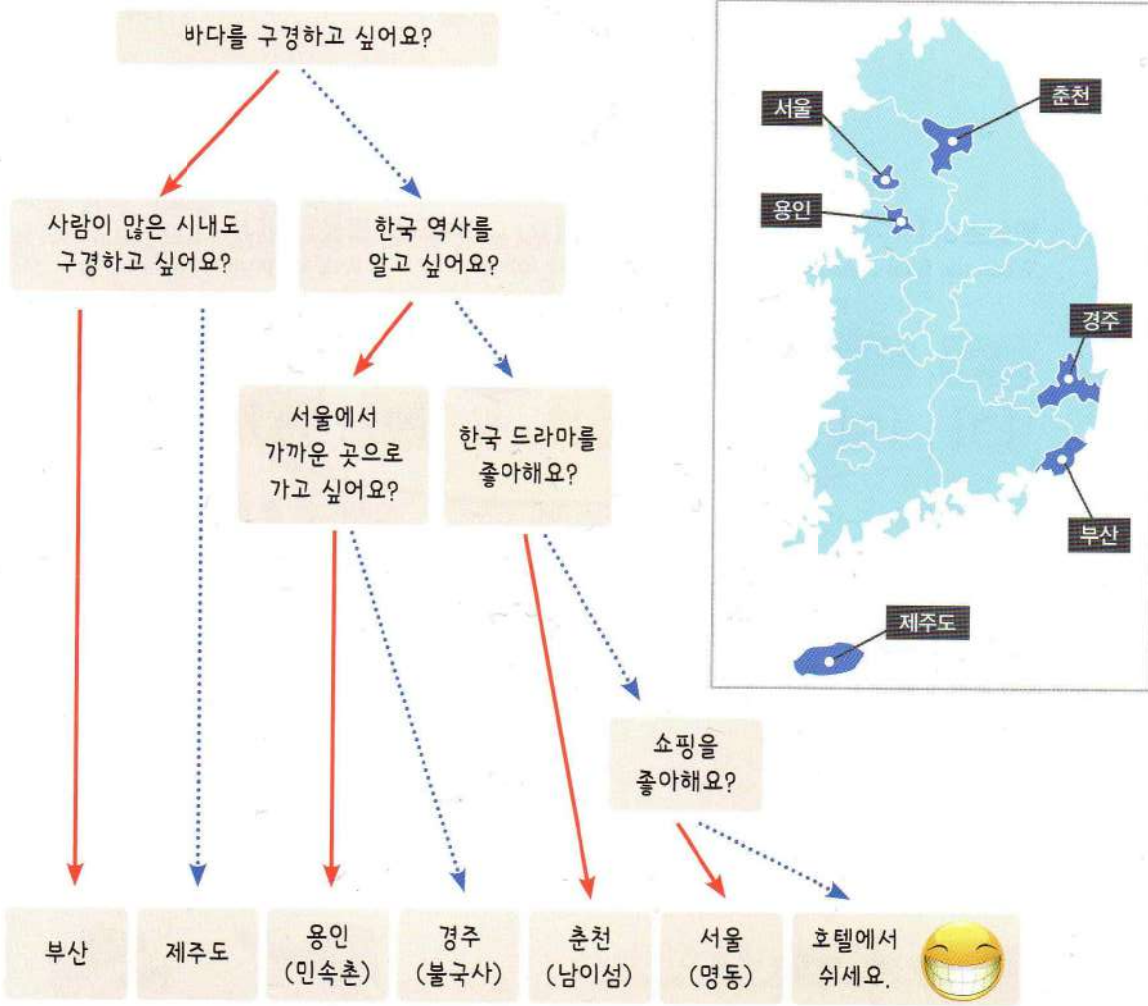 바다를 구경하고 싶어요?
사람이 많은 시내도
구경하고 싶어요?
한국 역사를
알고 싶어요?
서울에서
가까운 곳으로
가고 싶어요?
한국 드라마를
좋아해요?
쇼핑을
좋아해요?
부산
제주도
용인
(민속촌)
경주
(불국사)
춘천
(남이섬)
서울
(명동)
호텔에서
쉬세요.
서울
춘천
용인
경주
부산
제주도